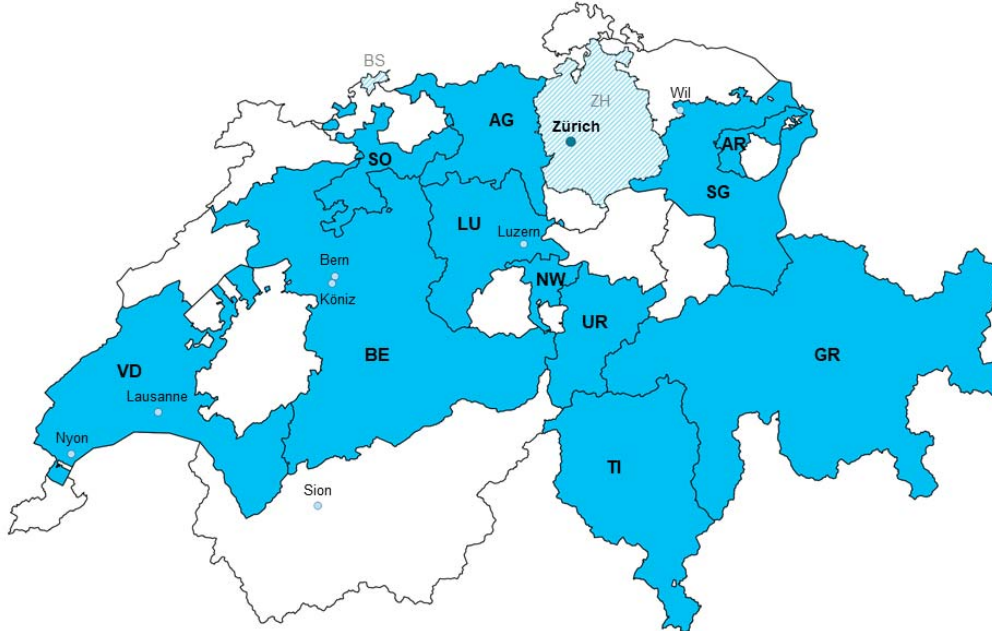 BS
ZH
Wil
AG
Zürich
AR
SO
SG
LU
Luzern
Bern
NW
Köniz
UR
BE
GR
VD
Lausanne
Nyon
TI
Sion